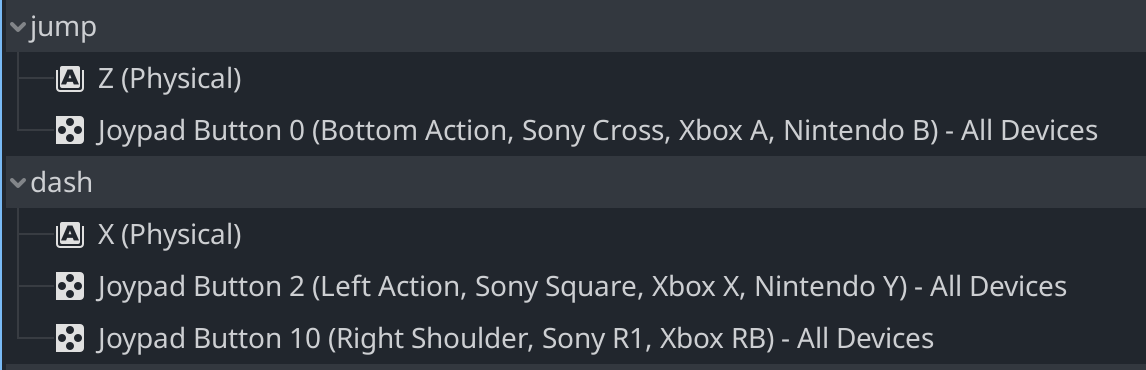 jump
Z (Physical)
Joypad Button 0 (Bottom Action, Sony Cross, Xbox A, Nintendo B) - All Devices
dash
X (Physical)
Joypad Button 2 (Left Action, Sony Square, Xbox X, Nintendo Y) - All Devices
Joypad Button 10 (Right Shoulder, Sony R1, Xbox RB) - All Devices